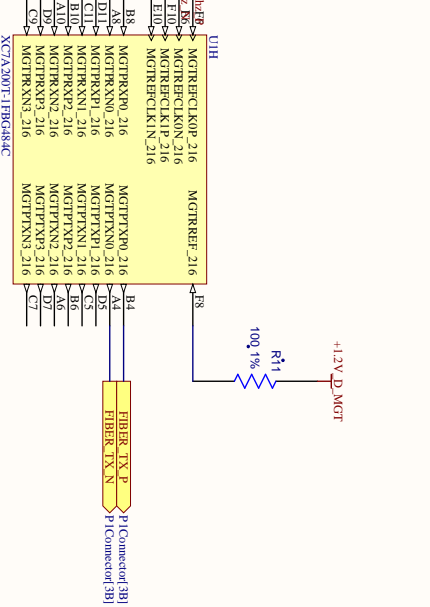 U1H
MGTREFCLK0P_216
F6
MGTREFCLK0N_216
E6
MGTREFCLK1P_216
F10
MGTREFCLK1N_216
E10
MGTPRXP0_216
B8
MGTPRXN0_216
A8
MGTPRXP1_216
D11
MGTPRXN1_216
C11
MGTPRXP2_216
B10
MGTPRXN2_216
A10
MGTPRXP3_216
D9
MGTPRXN3_216
C9
MGTRREF_216
F8
MGTPTXP0_216
B4
MGTPTXN0_216
A4
MGTPTXP1_216
D5
MGTPTXN1_216
C5
MGTPTXP2_216
B6
MGTPTXN2_216
A6
MGTPTXP3_216
D7
MGTPTXN3_216
C7
XC7A200T-1FBG484C
+1.2V_D_MGT
R11
100.1%
FIBER_TX_P
P1Connector[3B]
FIBER_TX_N
P1Connector[3B]